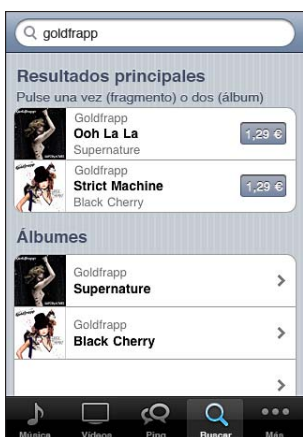 goldfrapp
Resultados principales
Pulse una vez (fragmento) o dos (álbum)
Goldfrapp
Ooh La La
Supernature
1,29 €
Goldfrapp
Strict Machine
Black Cherry
1,29 €
Álbumes
Goldfrapp
Supernature
Goldfrapp
Black Cherry
Música
Vídeos
Ping
Buscar
Más